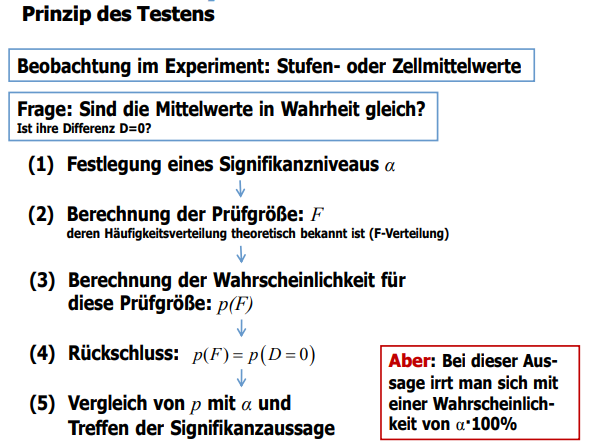 Prinzip des Testens
Beobachtung im Experiment: Stufen- oder Zellmittelwerte
Frage: Sind die Mittelwerte in Wahrheit gleich?
Ist ihre Differenz D=0?
(1) Festlegung eines Signifikanzniveaus α
(2) Berechnung der Prüfgröße: F
deren Häufigkeitsverteilung theoretisch bekannt ist (F-Verteilung)
(3) Berechnung der Wahrscheinlichkeit für
diese Prüfgröße: p(F)
(4) Rückschluss: p(F) = p(D = 0)
(5) Vergleich von p mit α und
Treffen der Signifikanzaussage
Aber: Bei dieser Aus-
sage irrt man sich mit
einer Wahrscheinlich-
keit von α·100%